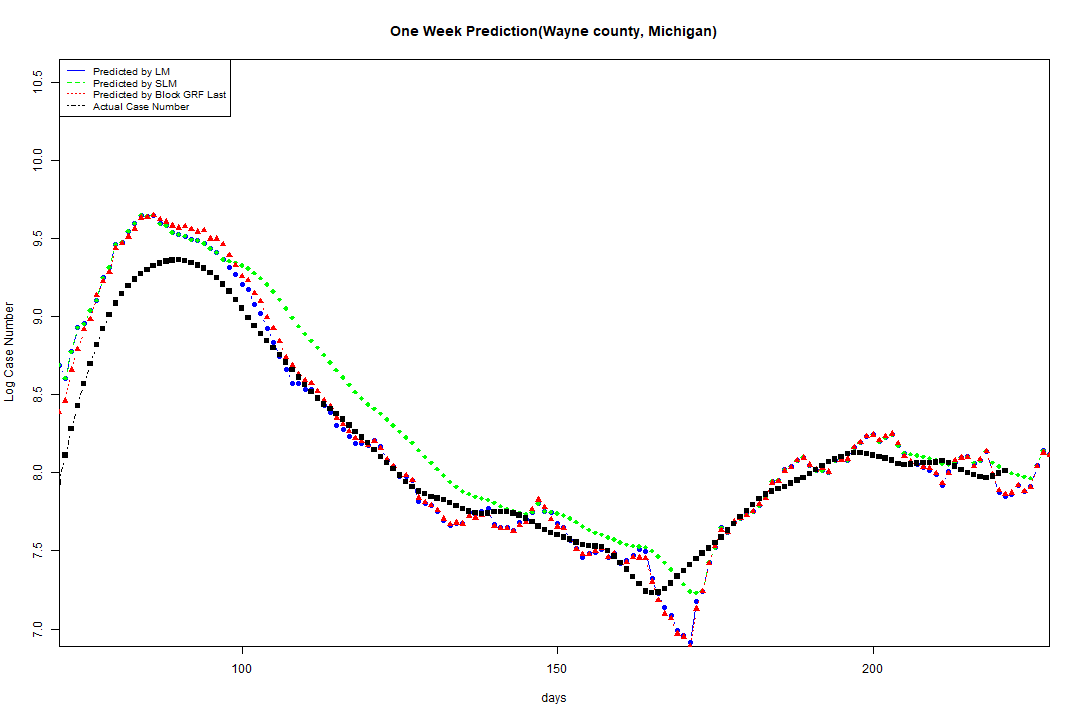 One Week Prediction(Wayne county, Michigan)
Predicted by LM
Predicted by SLM
Predicted by Block GRF Last
Actual Case Number
10.5
10.0
9.5
9.0
8.5
8.0
7.5
7.0
Log Case Number
100
150
200
days